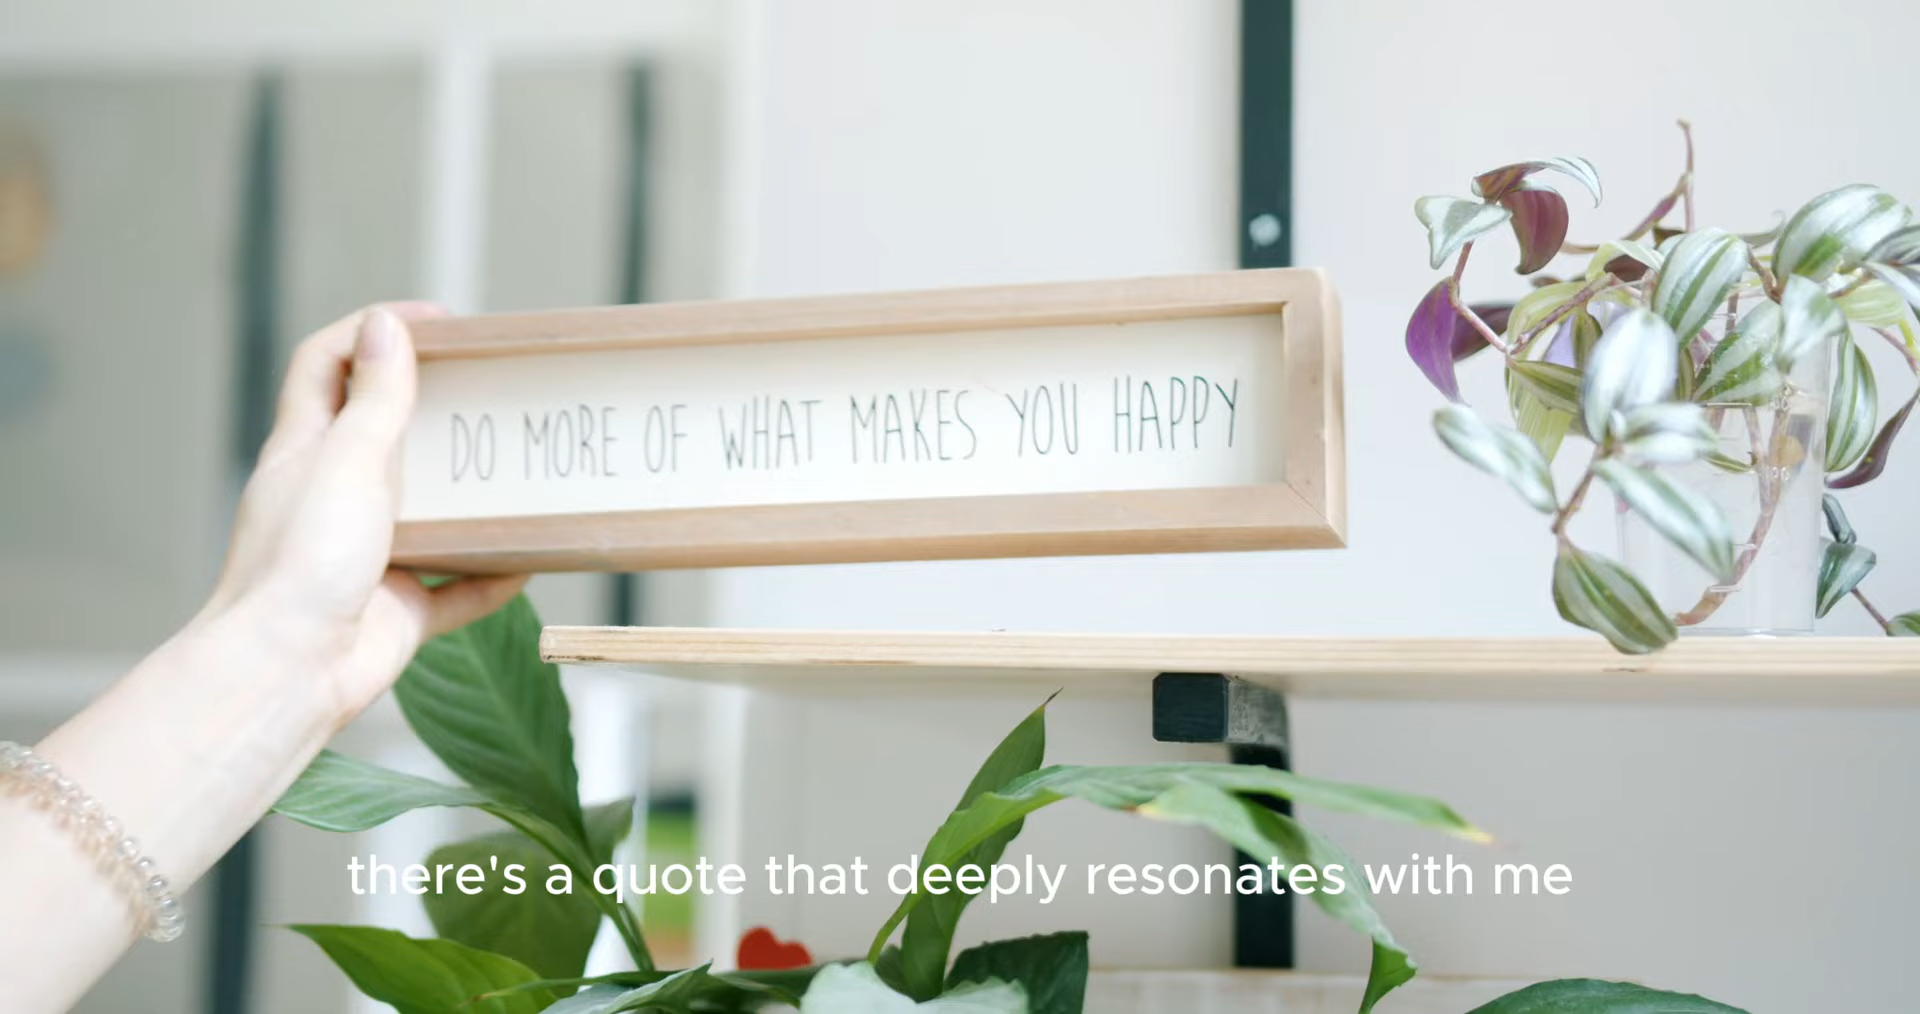 DO MORE OF WHAT MAKES YOU HAPPY
there's a quote that deeply resonates with me